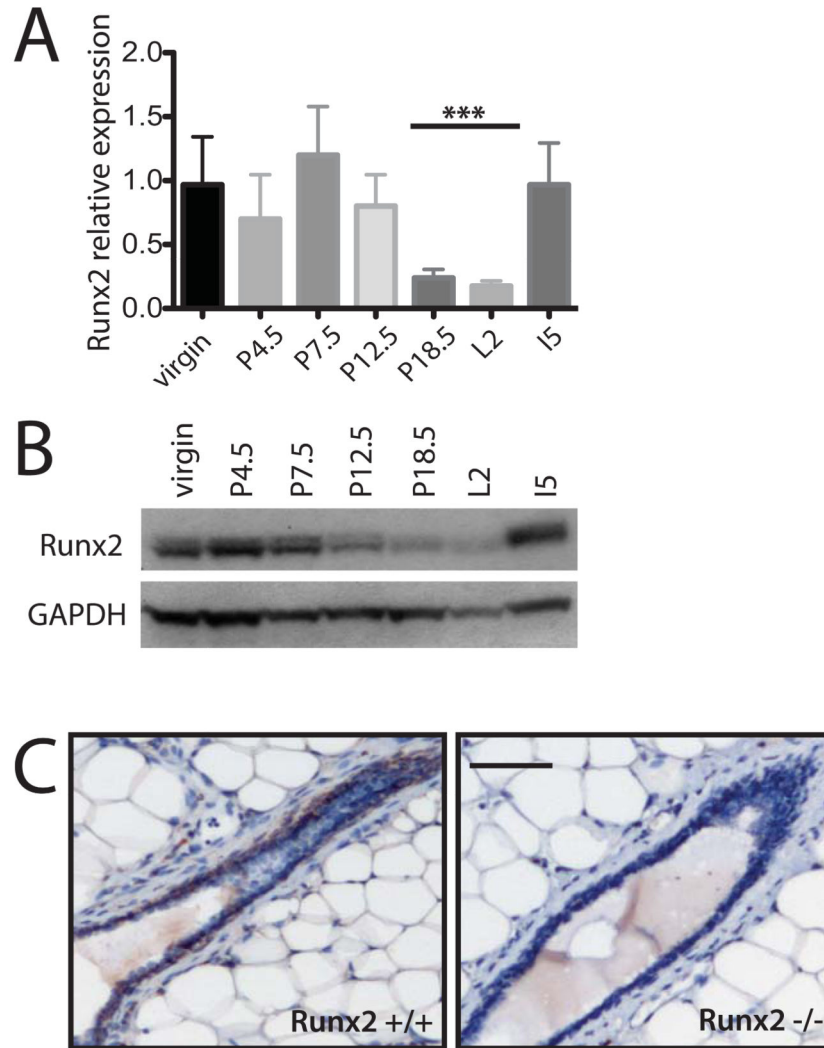 A
Runx2 relative expression
2.0
1.5
1.0
0.5
0.0
***
virgin P4.5 P7.5 P12.5 P18.5 L2 I5
B
virgin P4.5 P7.5 P12.5 P18.5 L2 I5
Runx2
GAPDH
C
Runx2 +/+
Runx2 -/-